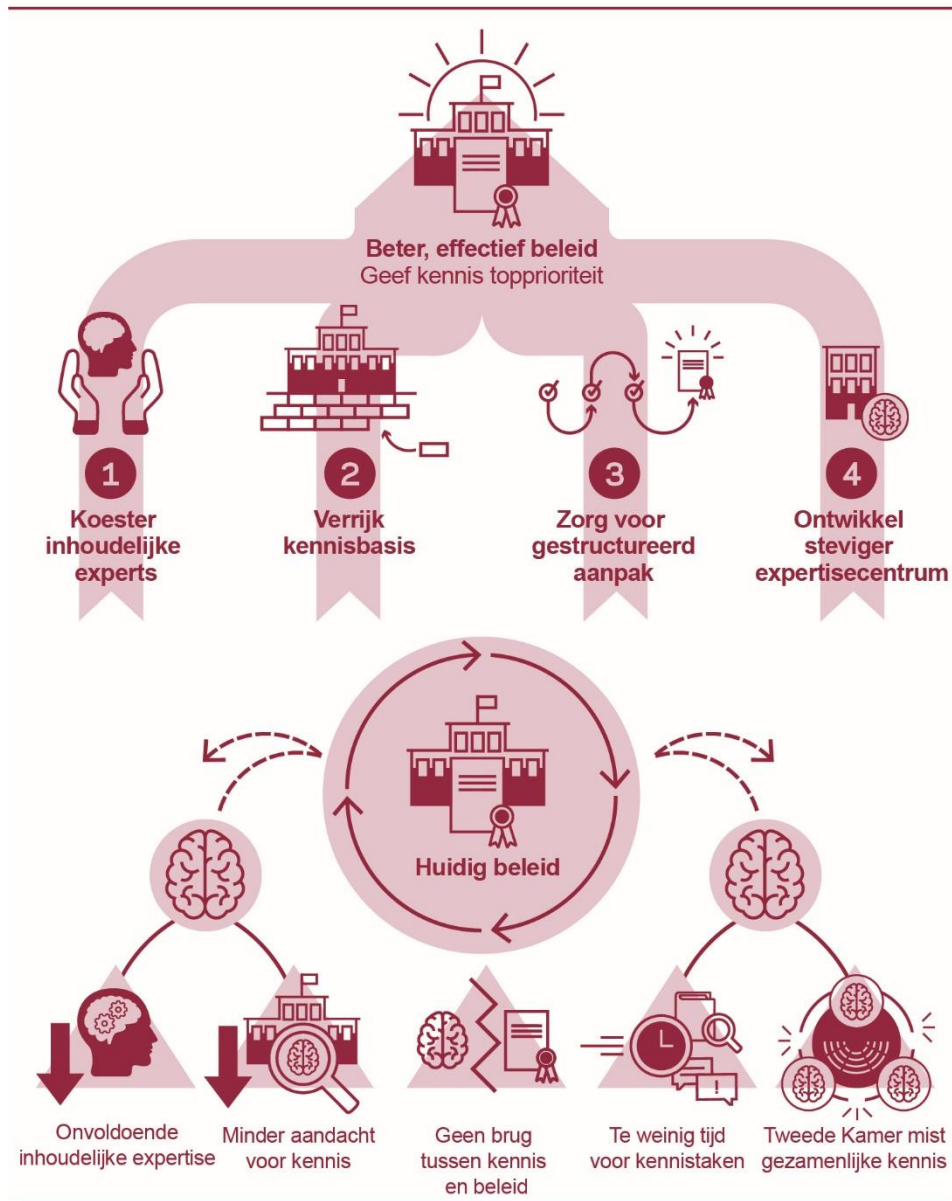 Beter, effectief beleid
Geef kennis topprioriteit
1
Koester
inhoudelijke
experts
2
Verrijk
kennisbasis
3
Zorg voor
gestructureerd
aanpak
4
Ontwikkel
steviger
expertisecentrum
Huidig beleid
Onvoldoende
inhoudelijke expertise
Minder aandacht
voor kennis
Geen brug
tussen kennis
en beleid
!
Te weinig tijd
voor kennistaken
Tweede Kamer mist
gezamenlijke kennis